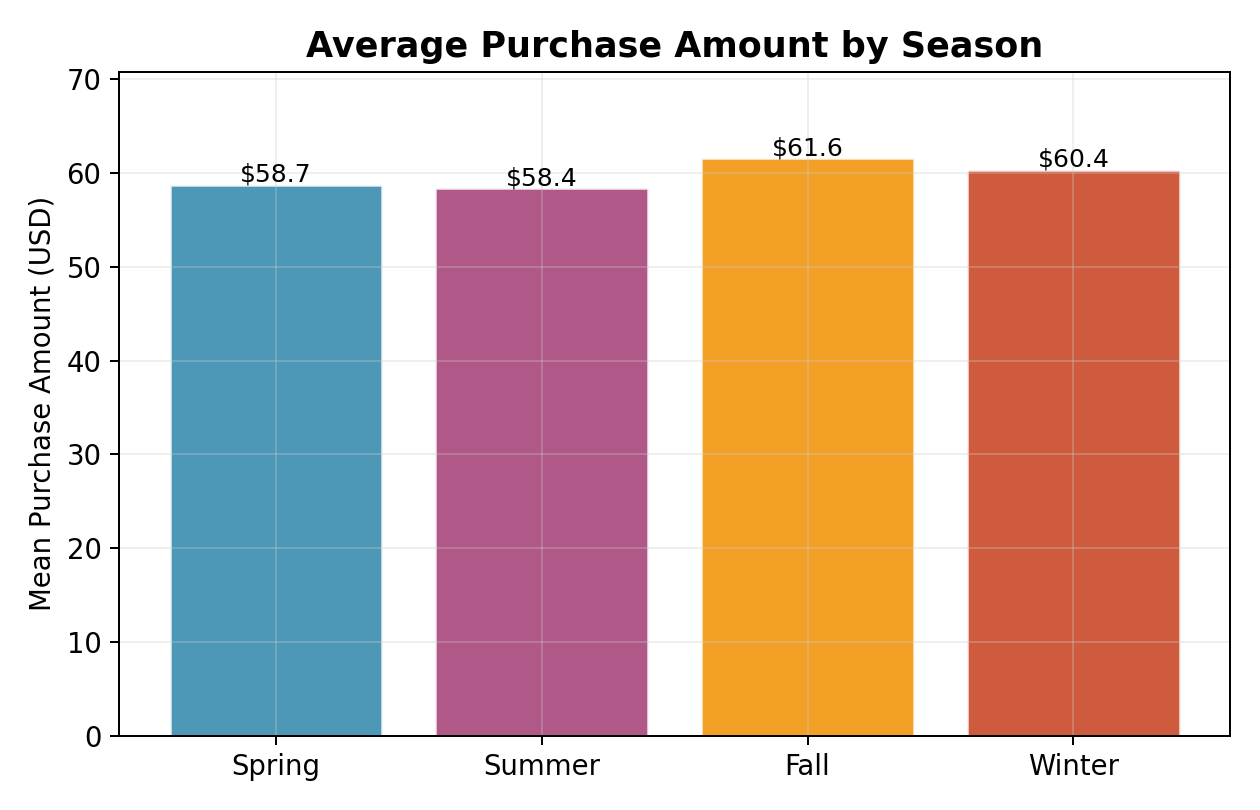 Average Purchase Amount by Season
Mean Purchase Amount (USD)
70
60
50
40
30
20
10
0
$58.7
$58.4
$61.6
$60.4
Spring
Summer
Fall
Winter